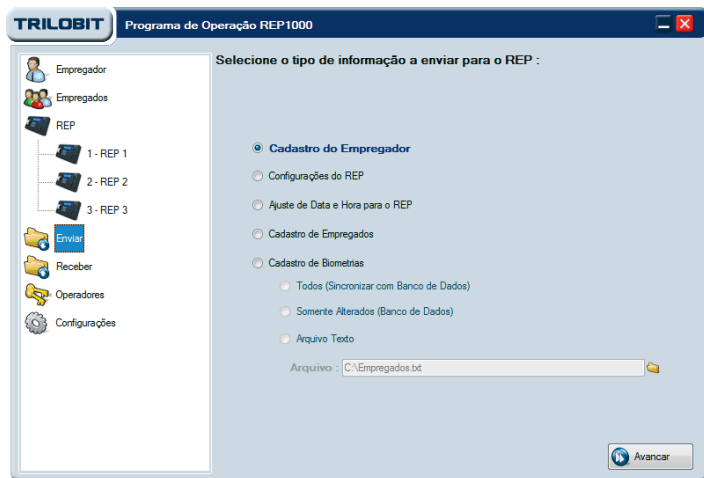 TRILOBIT
Programa de Operação REP1000
Empregador
Empregados
REP
1 - REP 1
2 - REP 2
3 - REP 3
Enviar
Receber
Operadores
Configurações
Selecione o tipo de informação a enviar para o REP :
Cadastro do Empregador
Configurações do REP
Ajuste de Data e Hora para o REP
Cadastro de Empregados
Cadastro de Biometrias
Todos (Sincronizar com Banco de Dados)
Somente Alterados (Banco de Dados)
Arquivo Texto
Arquivo : C:\Empregados.txt
Avancar